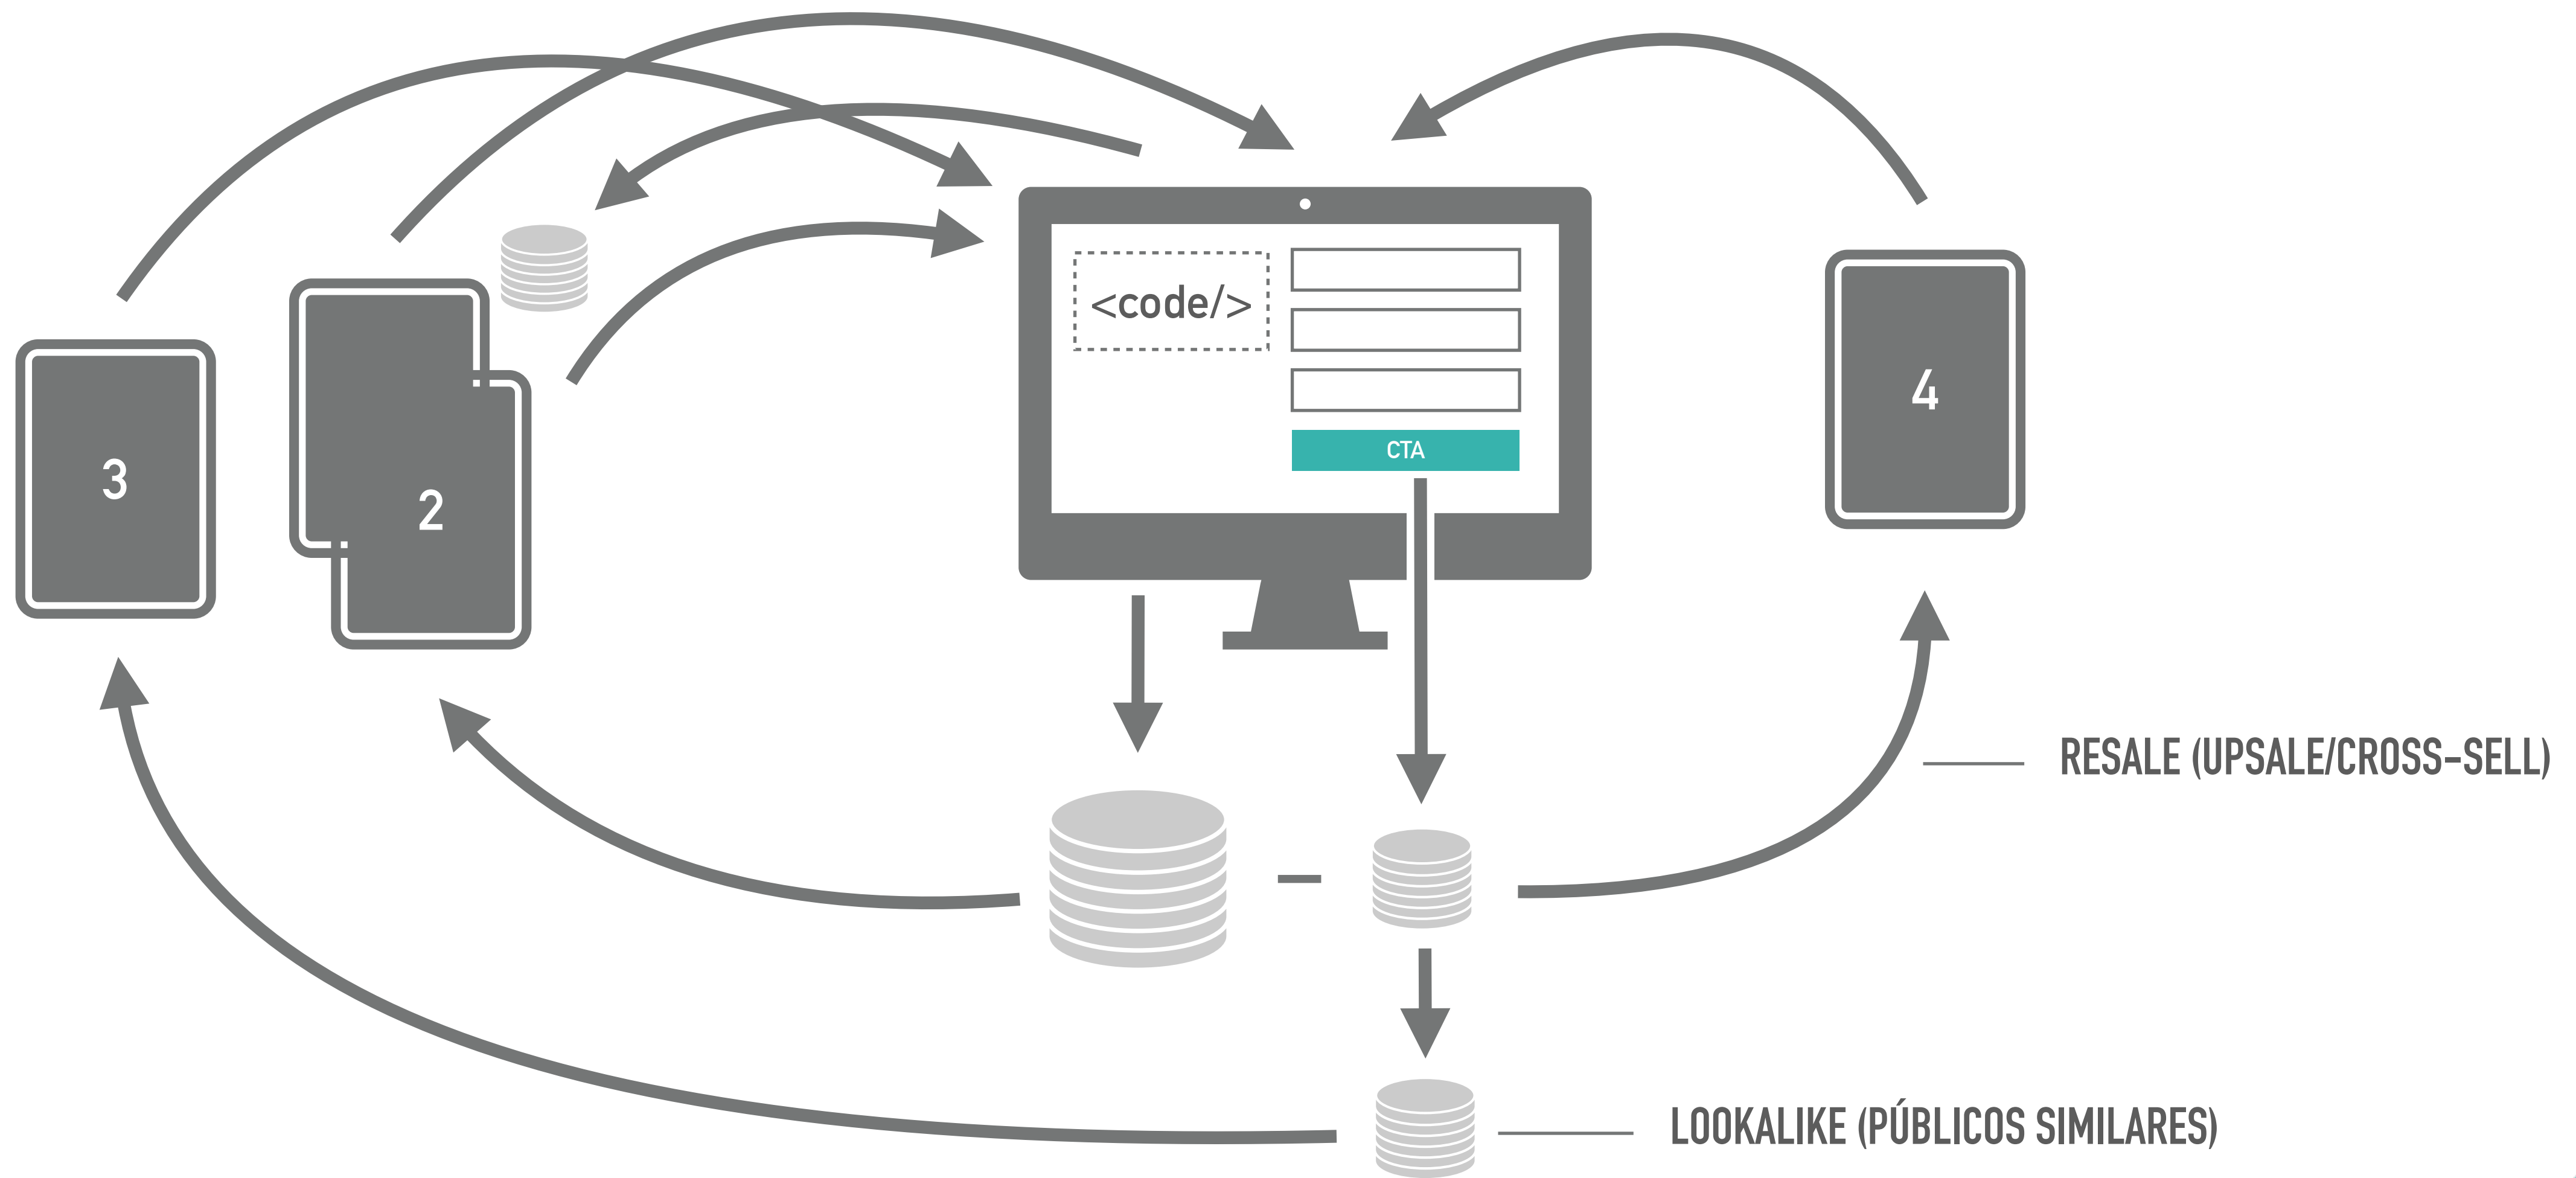 <code/>
CTA
3
2
4
RESALE (UPSALE/CROSS-SELL)
LOOKALIKE (PÚBLICOS SIMILARES)